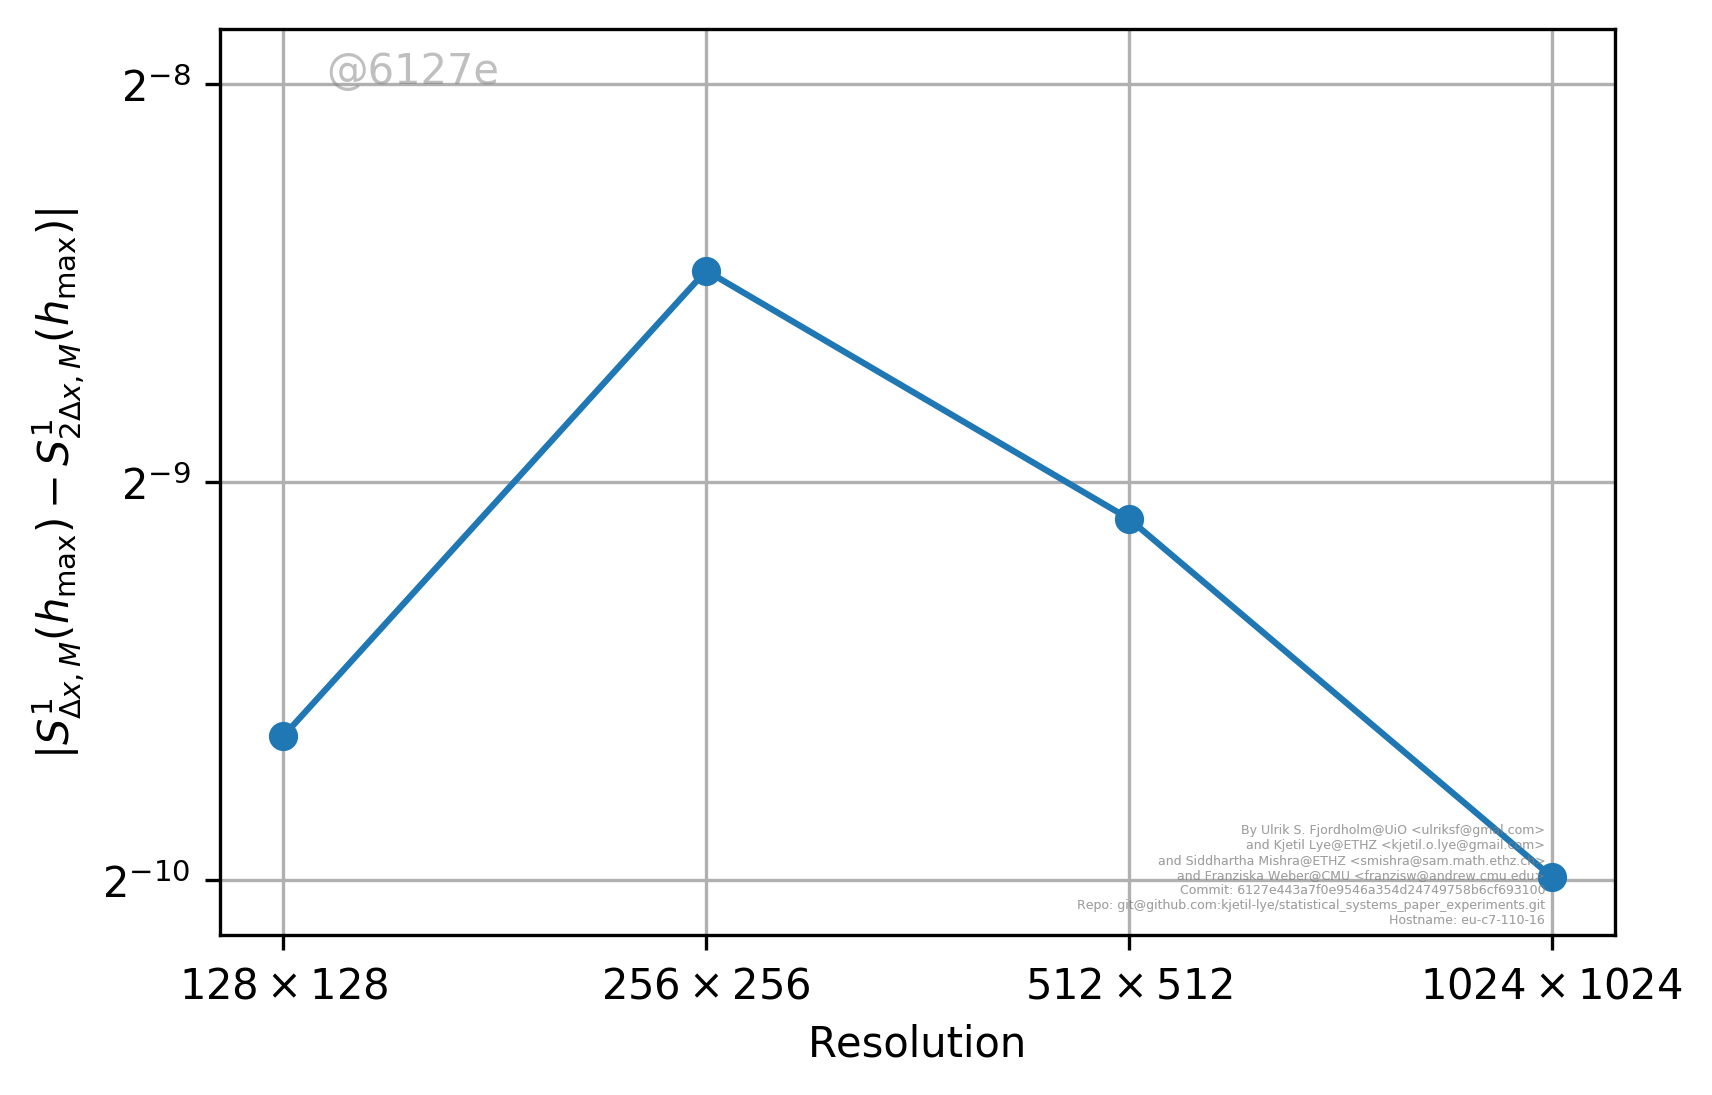 @6127e
2⁻⁸
2⁻⁹
2⁻¹⁰
|S¹_{Δx, M}(h_max) − S¹_{2Δx, M}(h_max)|
By Ulrik S. Fjordholm@UiO <ulriksf@gmail.com>
and Kjetil Lye@ETHZ <kjetil.o.lye@gmail.com>
and Siddhartha Mishra@ETHZ <smishra@sam.math.ethz.ch>
and Franziska Weber@CMU <franzisw@andrew.cmu.edu>
Commit: 6127e443a7f0e9546a354d24749758b6cf693100
Repo: git@github.com:kjetil-lye/statistical_systems_paper_experiments.git
Hostname: eu-c7-110-16
128 × 128 256 × 256 512 × 512 1024 × 1024
Resolution